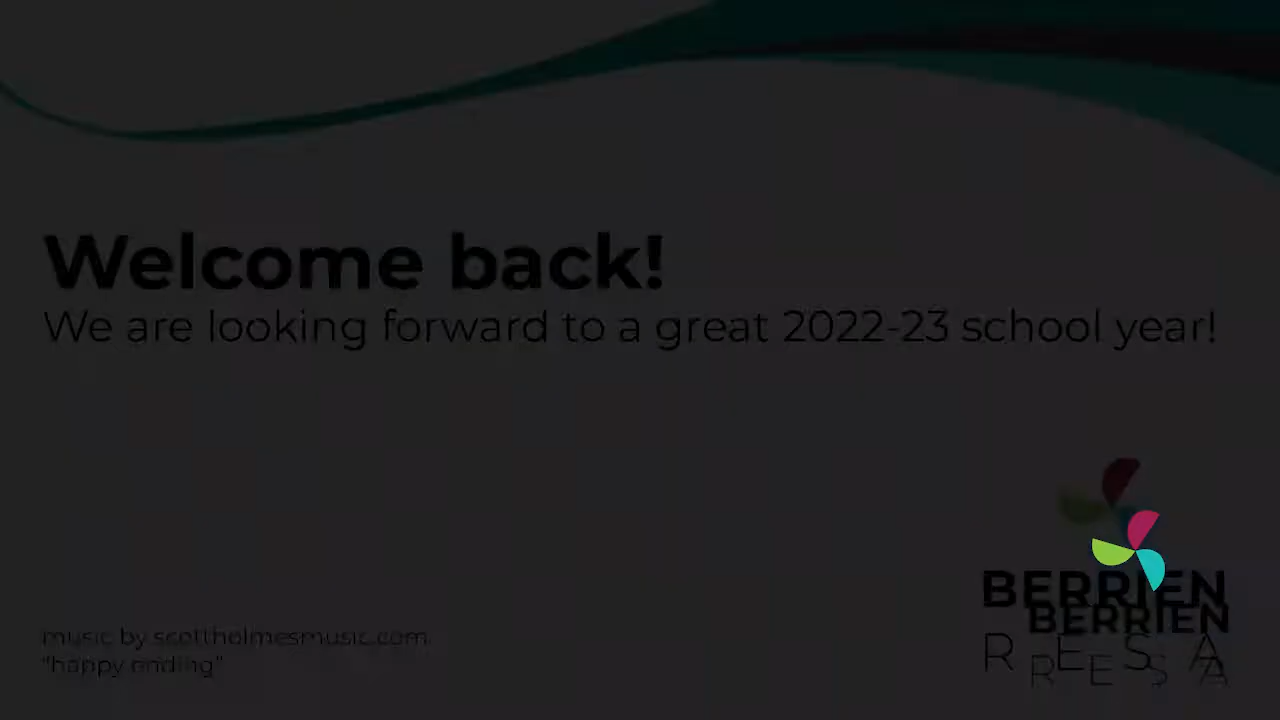 Welcome back!
We are looking forward to a great 2022-23 school year!
BERRIEN
BERRIEN
R E S A
R E S A
music by scottholmesmusic.com
"happy ending"